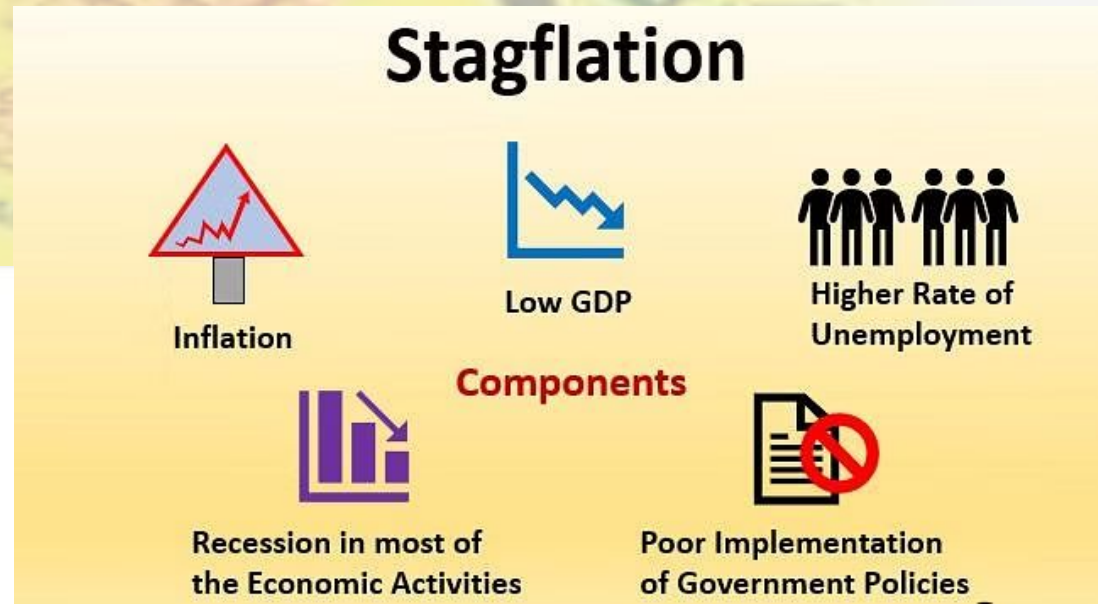 Stagflation
Inflation
Low GDP
Higher Rate of
Unemployment
Components
Recession in most of
the Economic Activities
Poor Implementation
of Government Policies